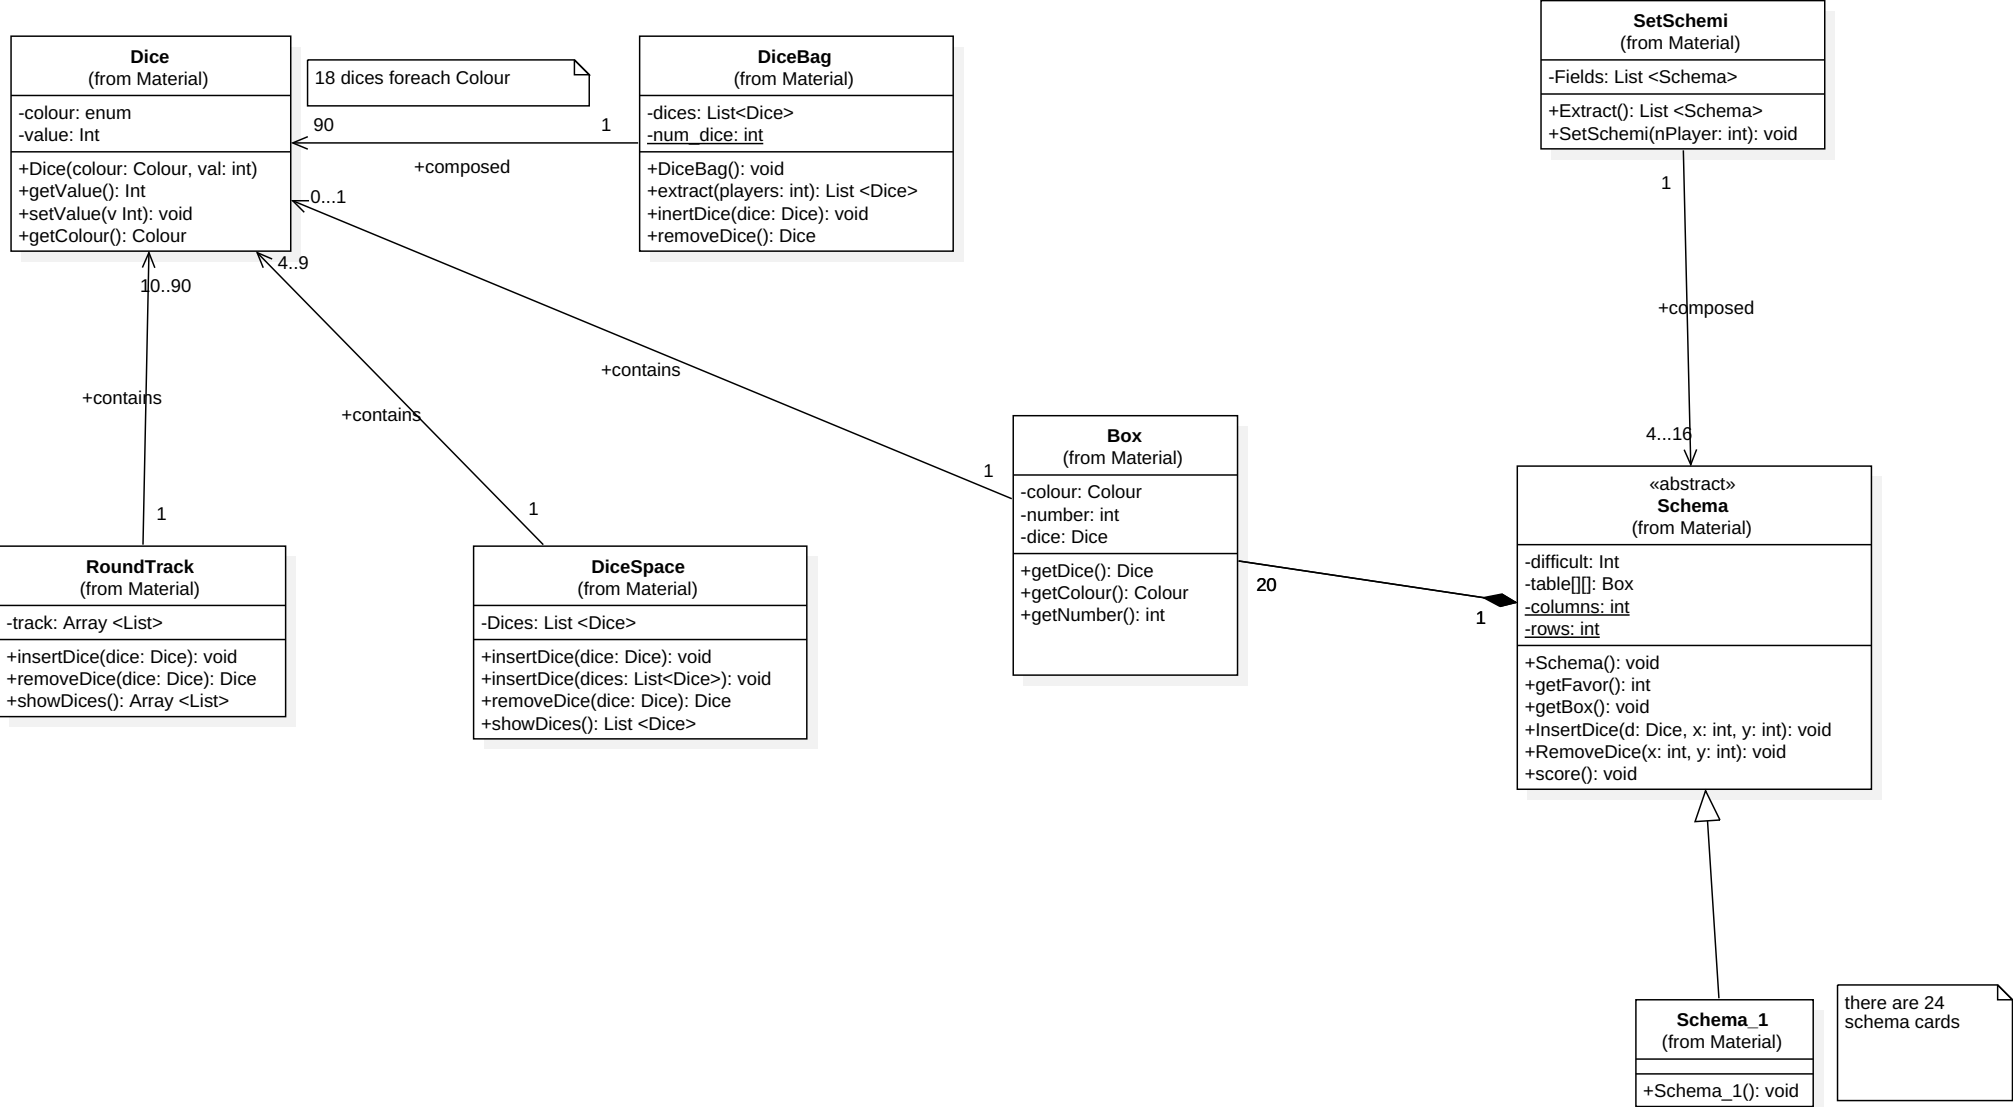 Dice
(from Material)
-colour: enum
-value: Int
+Dice(colour: Colour, val: int)
+getValue(): Int
+setValue(v Int): void
+getColour(): Colour
18 dices foreach Colour
90
1
+composed
DiceBag
(from Material)
-dices: List<Dice>
-num_dice: int
+DiceBag(): void
+extract(players: int): List <Dice>
+inertDice(dice: Dice): void
+removeDice(): Dice
SetSchemi
(from Material)
-Fields: List <Schema>
+Extract(): List <Schema>
+SetSchemi(nPlayer: int): void
1
+composed
4...16
0...1
4..9
10..90
+contains
+contains
+contains
1
1
1
RoundTrack
(from Material)
-track: Array <List>
+insertDice(dice: Dice): void
+removeDice(dice: Dice): Dice
+showDices(): Array <List>
DiceSpace
(from Material)
-Dices: List <Dice>
+insertDice(dice: Dice): void
+insertDice(dices: List<Dice>): void
+removeDice(dice: Dice): Dice
+showDices(): List <Dice>
Box
(from Material)
-colour: Colour
-number: int
-dice: Dice
+getDice(): Dice
+getColour(): Colour
+getNumber(): int
20
1
«abstract»
Schema
(from Material)
-difficult: Int
-table[][]: Box
-columns: int
-rows: int
+Schema(): void
+getFavor(): int
+getBox(): void
+InsertDice(d: Dice, x: int, y: int): void
+RemoveDice(x: int, y: int): void
+score(): void
Schema_1
(from Material)
+Schema_1(): void
there are 24
schema cards